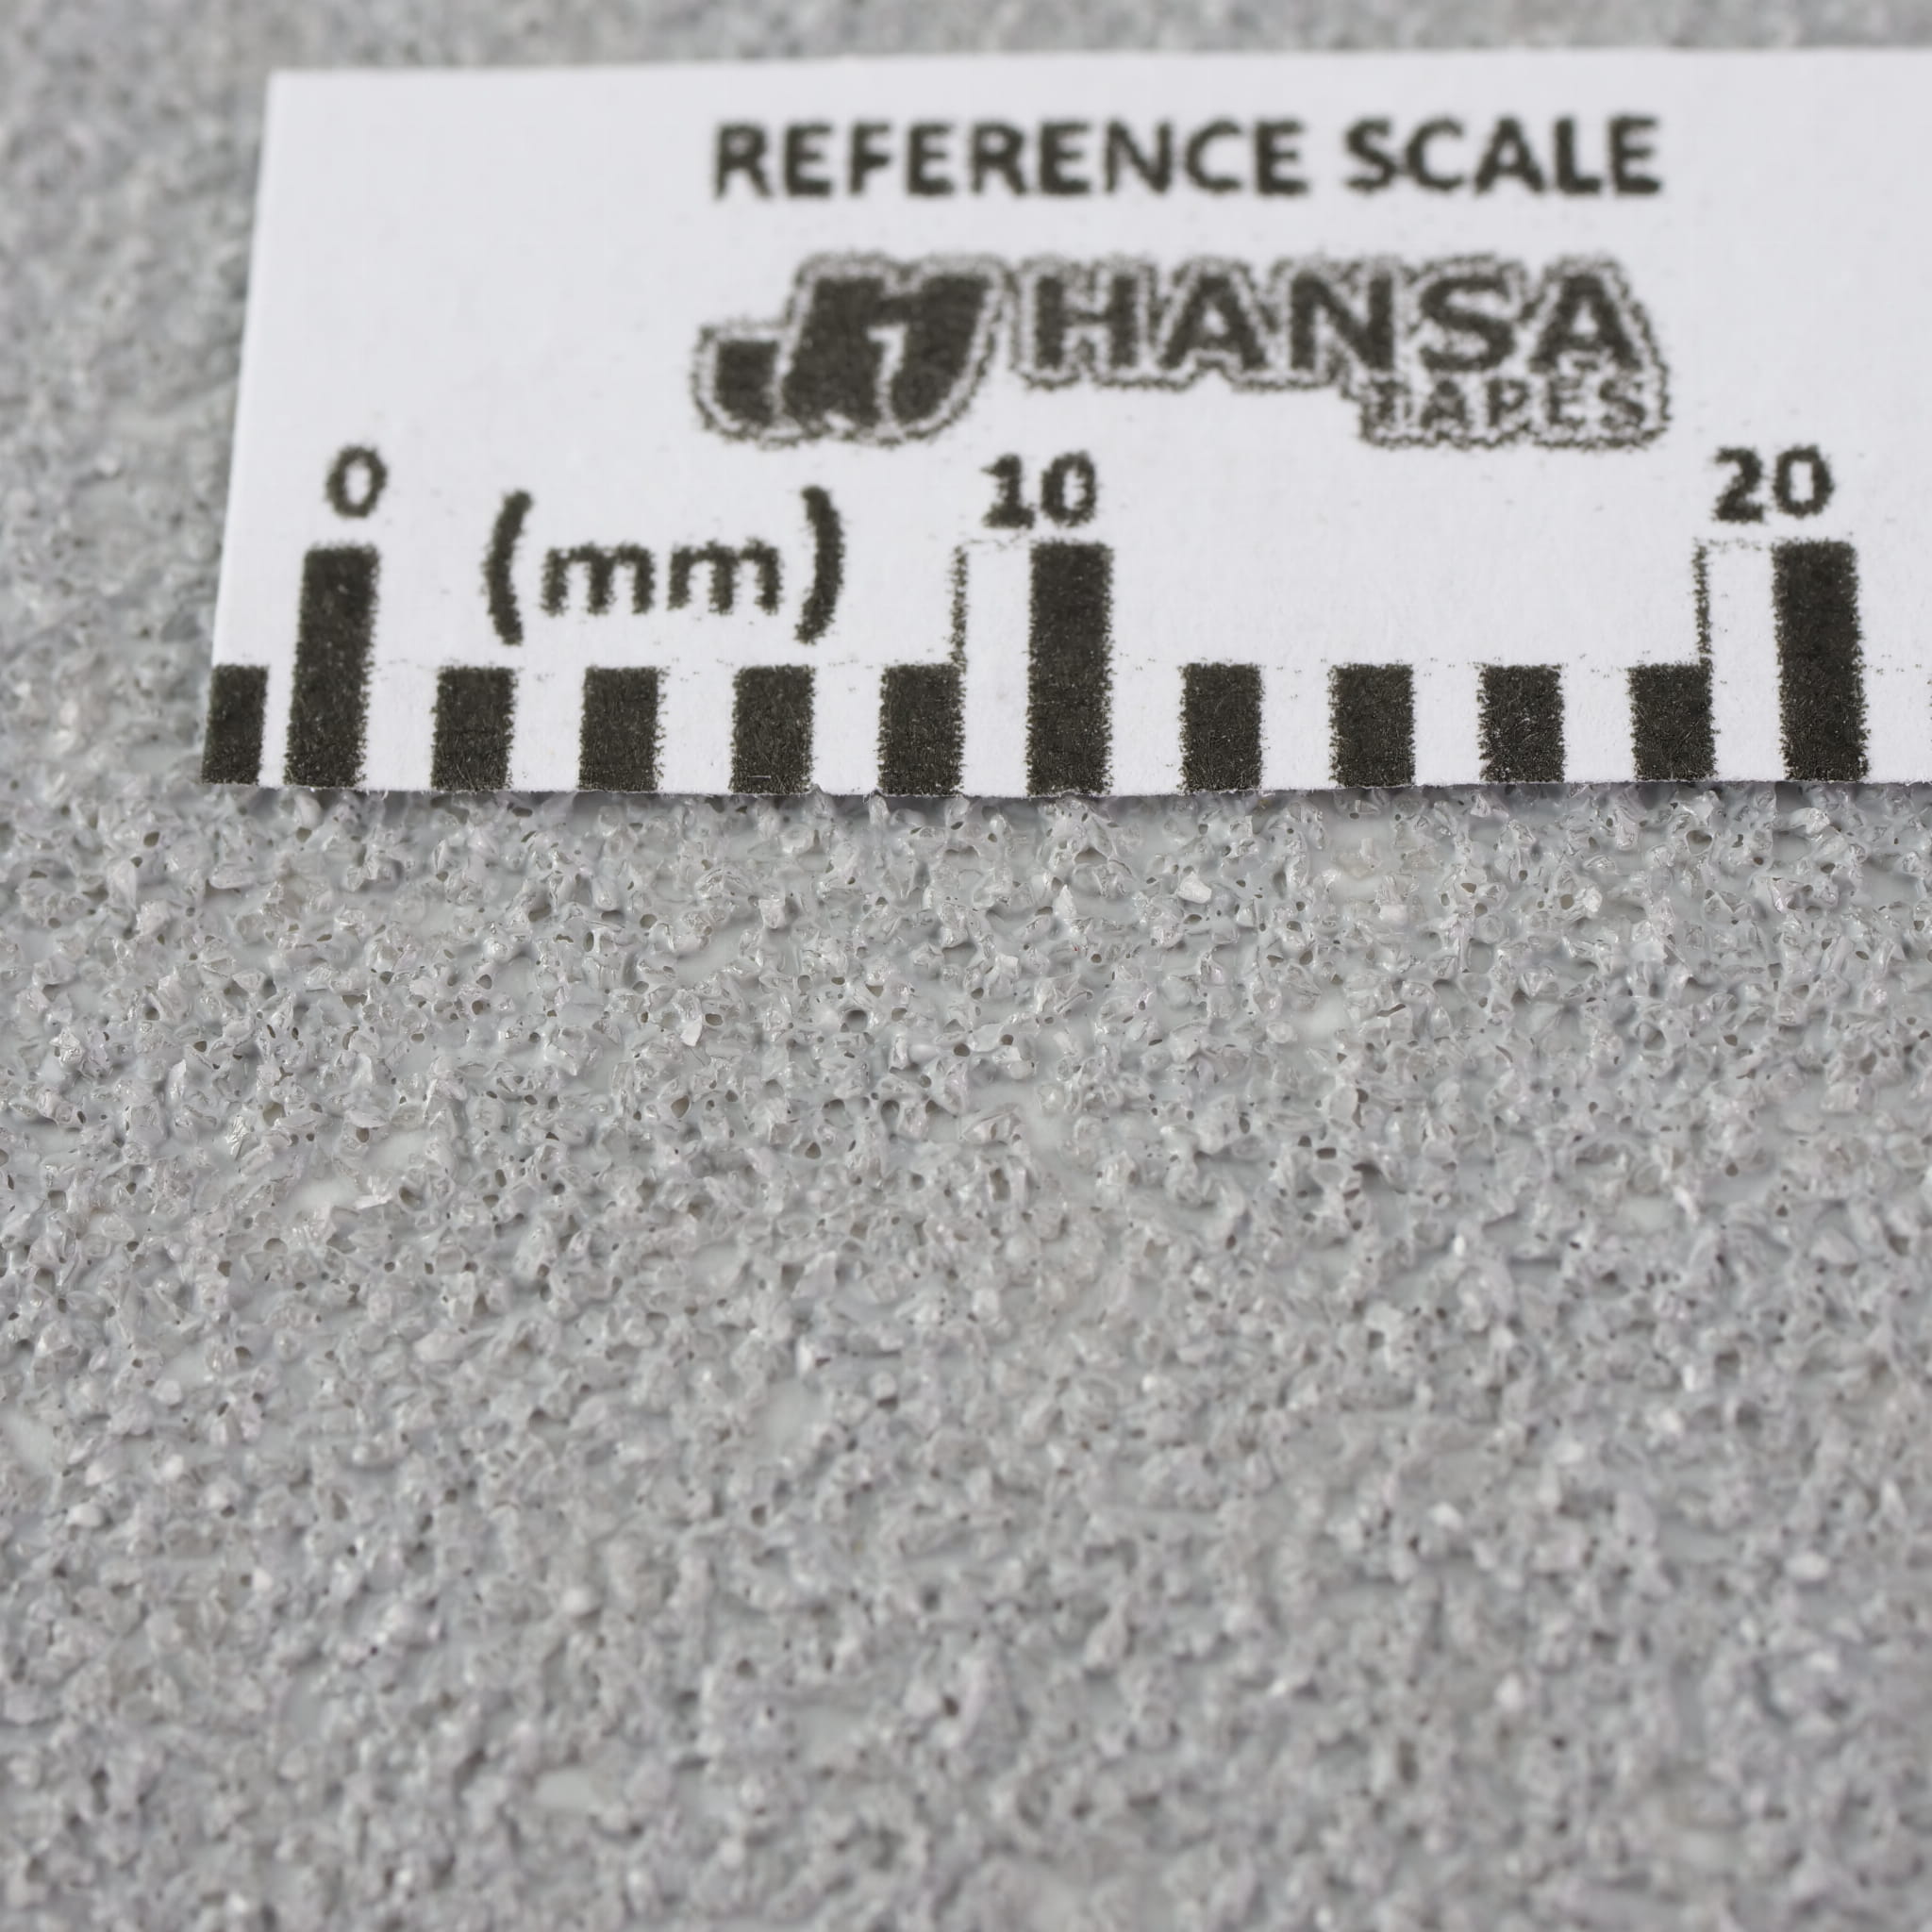 REFERENCE SCALE
HANSA
TAPES
0 10 20
(mm)